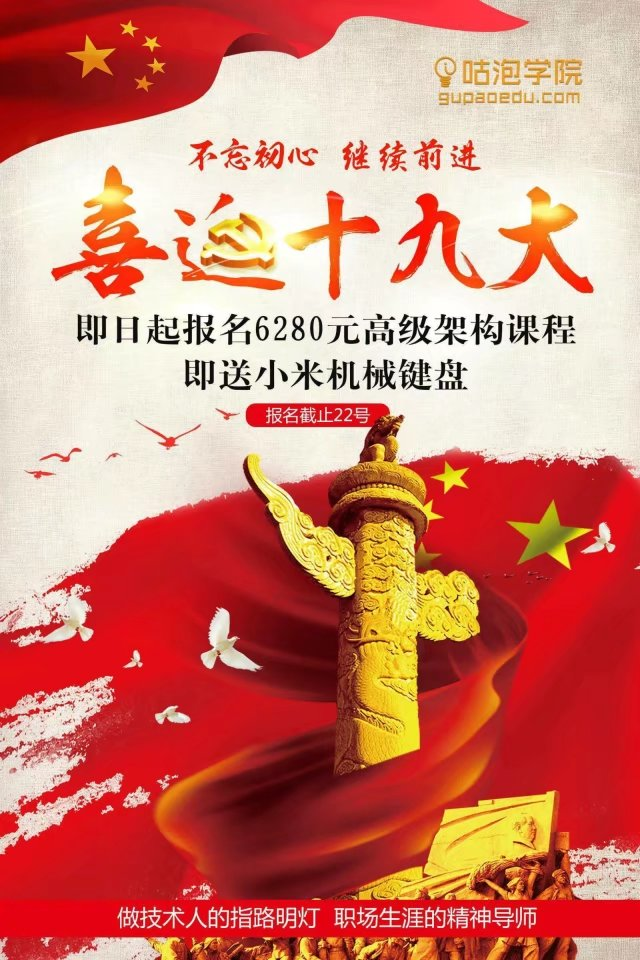 咕泡学院
gupaoedu.com
不忘初心 继续前进
喜迎十九大
即日起报名6280元高级架构课程
即送小米机械键盘
报名截止22号
做技术人的指路明灯 职场生涯的精神导师